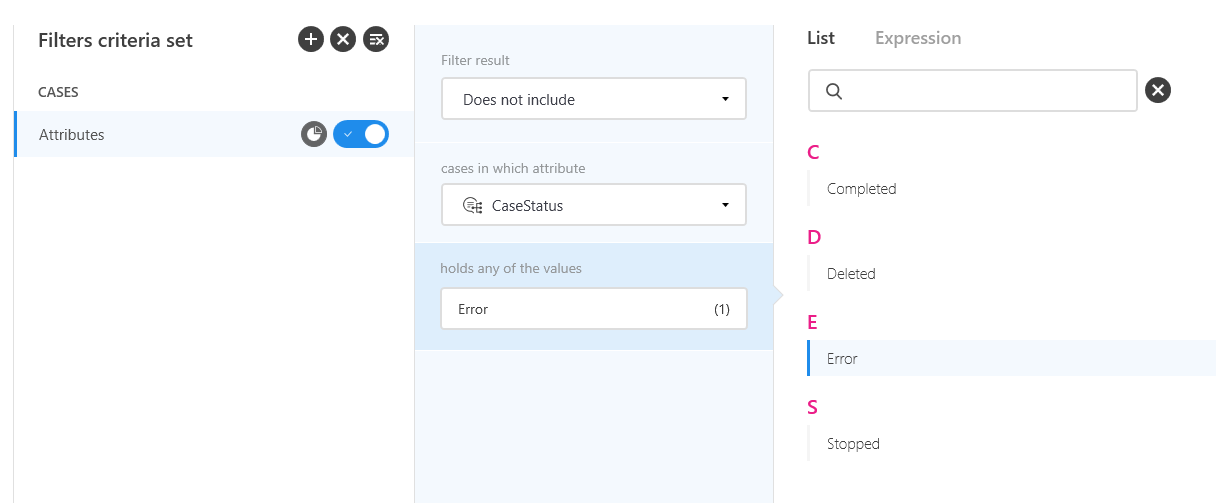 Filters criteria set
CASES
Attributes
Filter result
Does not include
cases in which attribute
CaseStatus
holds any of the values
Error (1)
List Expression
C
Completed
D
Deleted
E
Error
S
Stopped